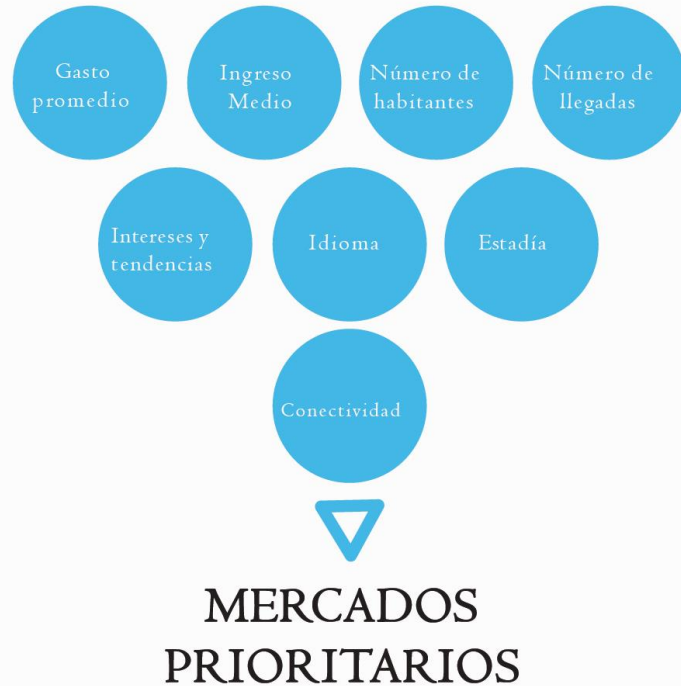 Gasto
promedio
Ingreso
Medio
Número de
habitantes
Número de
llegadas
Intereses y
tendencias
Idioma
Estadía
Conectividad
MERCADOS
PRIORITARIOS